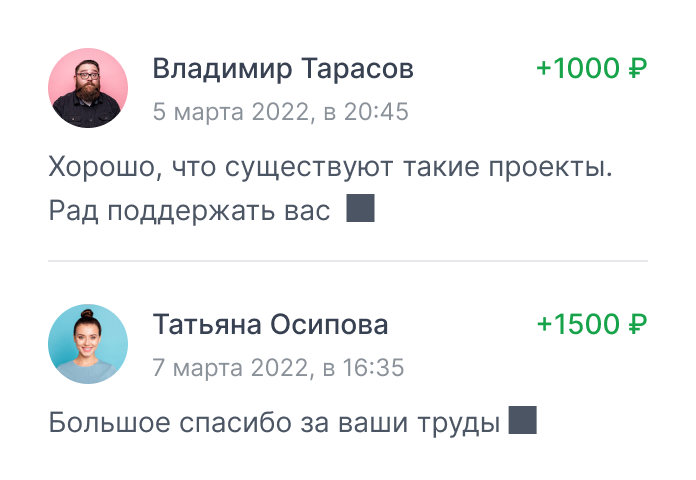 Владимир Тарасов +1000 ₽
5 марта 2022, в 20:45
Хорошо, что существуют такие проекты.
Рад поддержать вас
Татьяна Осипова +1500 ₽
7 марта 2022, в 16:35
Большое спасибо за ваши труды